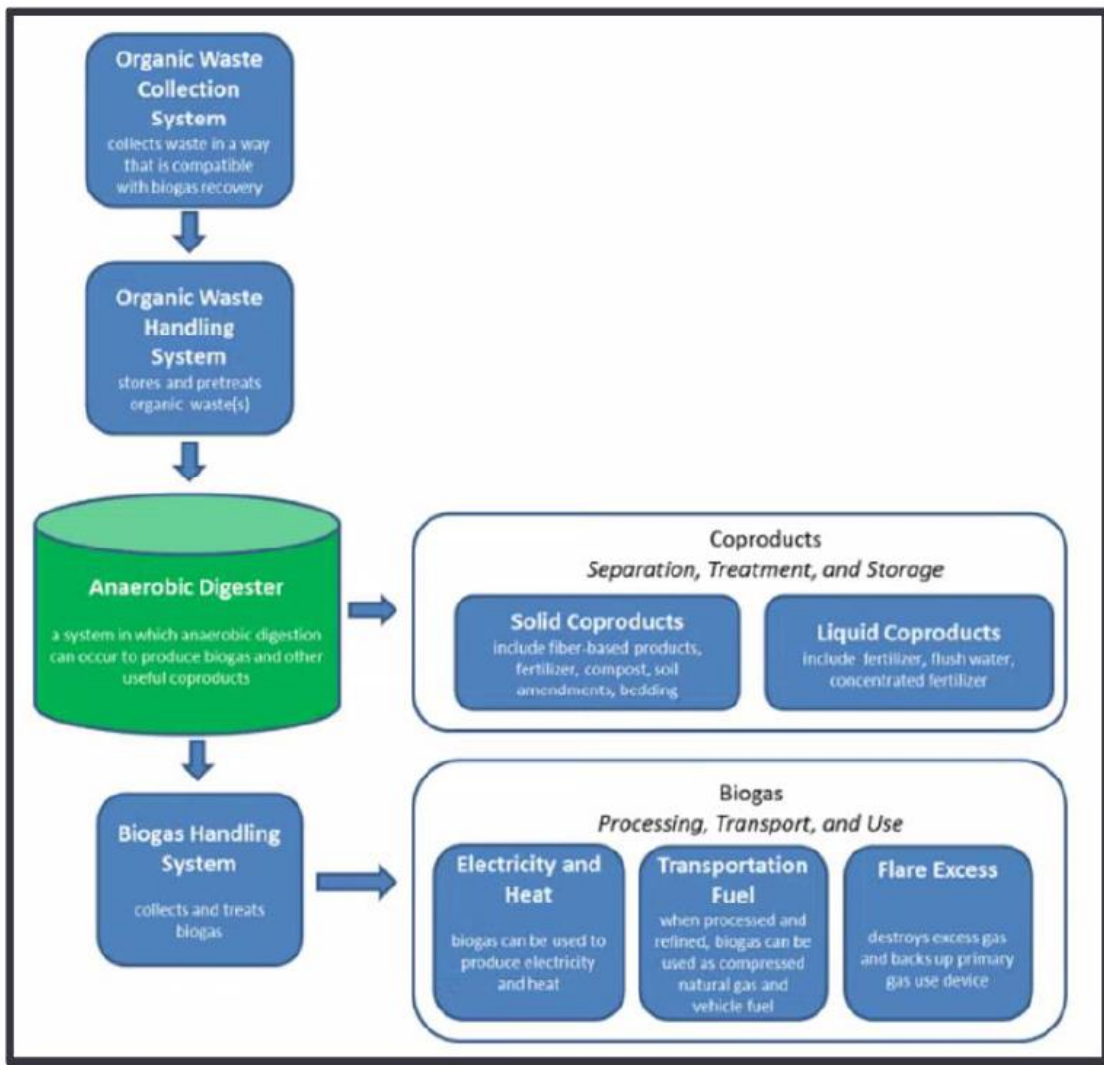 Organic Waste
Collection
System
collects waste in a way
that is compatible
with biogas recovery
Organic Waste
Handling
System
stores and pretreats
organic waste(s)
Anaerobic Digester
a system in which anaerobic digestion
can occur to produce biogas and other
useful coproducts
Coproducts
Separation, Treatment, and Storage
Solid Coproducts
include fiber-based products,
fertilizer, compost, soil
amendments, bedding
Liquid Coproducts
include fertilizer, flush water,
concentrated fertilizer
Biogas Handling
System
collects and treats
biogas
Biogas
Processing, Transport, and Use
Electricity and
Heat
biogas can be used to
produce electricity
and heat
Transportation
Fuel
when processed and
refined, biogas can be
used as compressed
natural gas and
vehicle fuel
Flare Excess
destroys excess gas
and backs up primary
gas use device